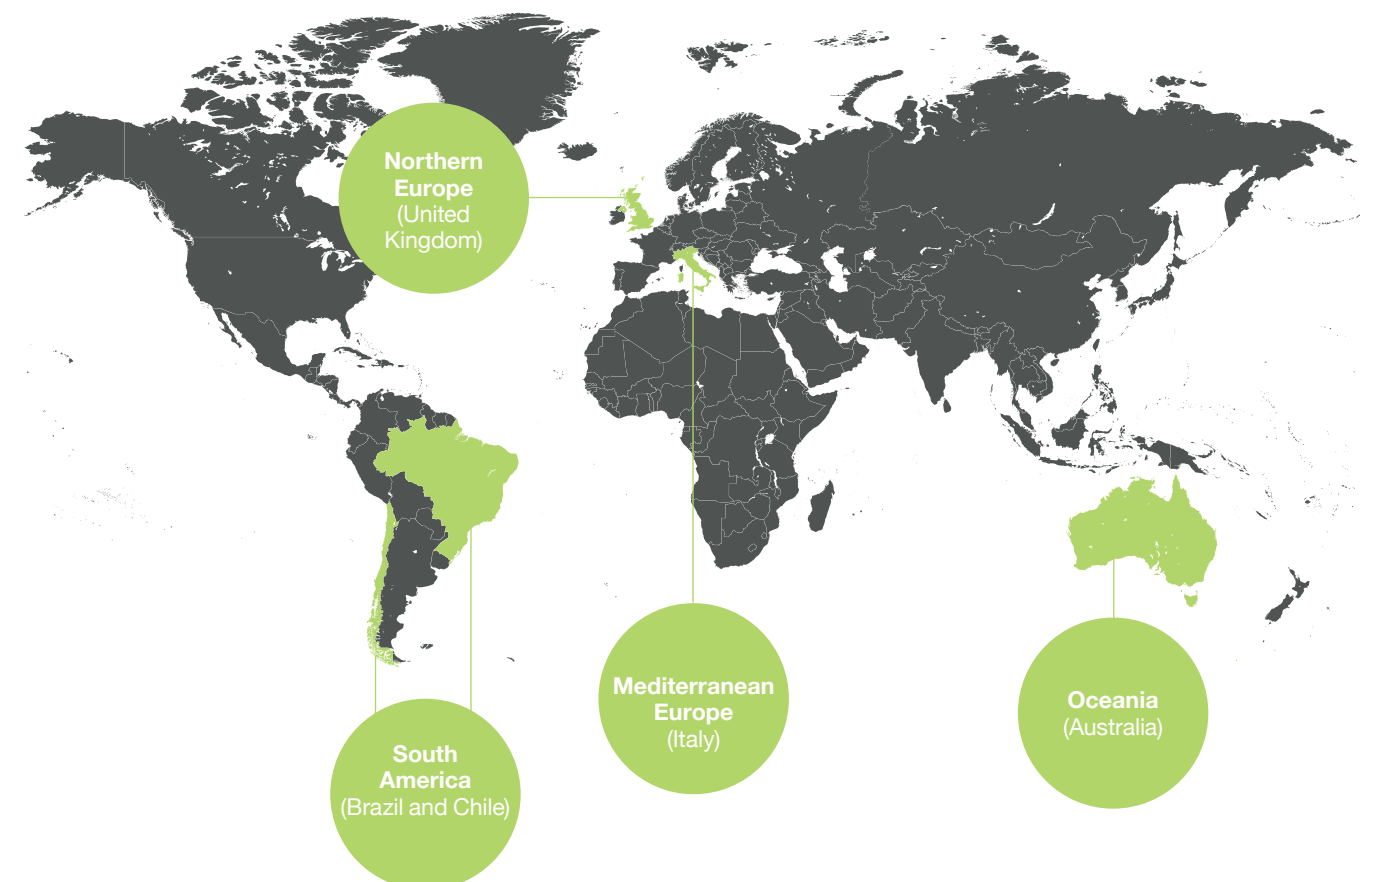 Northern
Europe
(United
Kingdom)
Mediterranean
Europe
(Italy)
Oceania
(Australia)
South
America
(Brazil and Chile)